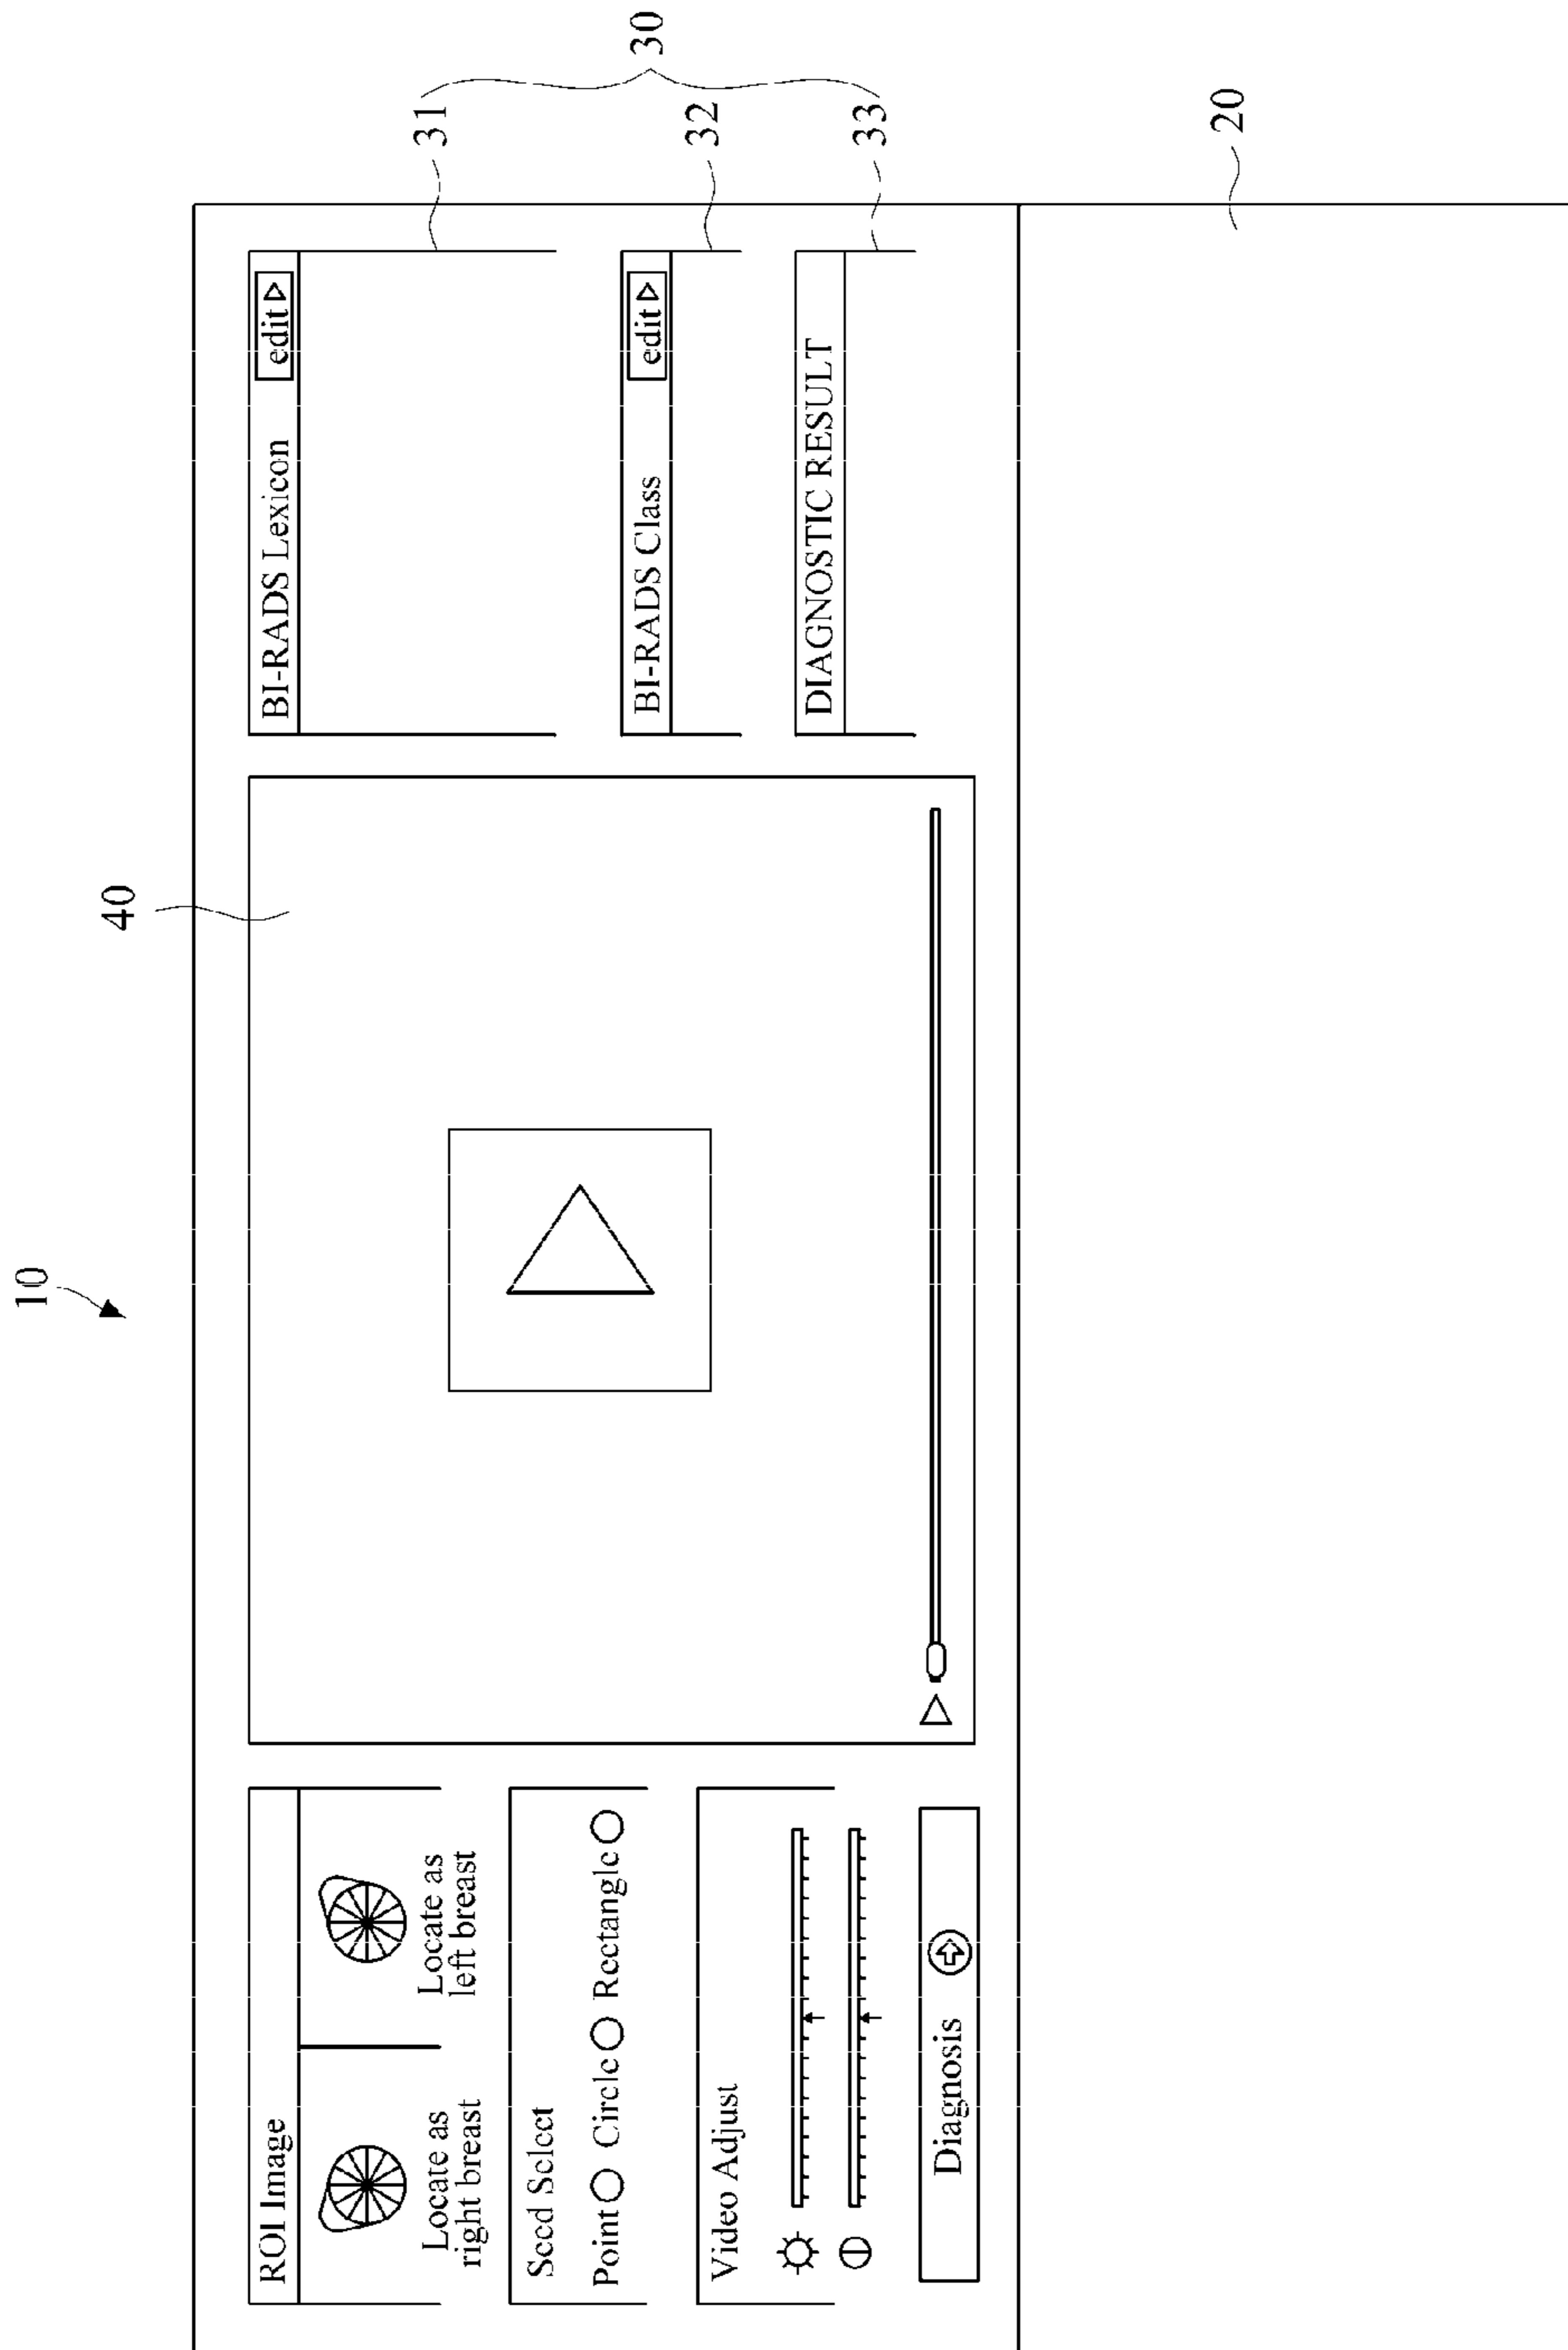 10
40
ROI Image
Locate as
right breast
Locate as
left breast
Seed Select
Point Circle Rectangle
Video Adjust
Diagnosis
BI-RADS Lexicon edit
BI-RADS Class edit
DIAGNOSTIC RESULT
31
32
33
30
20